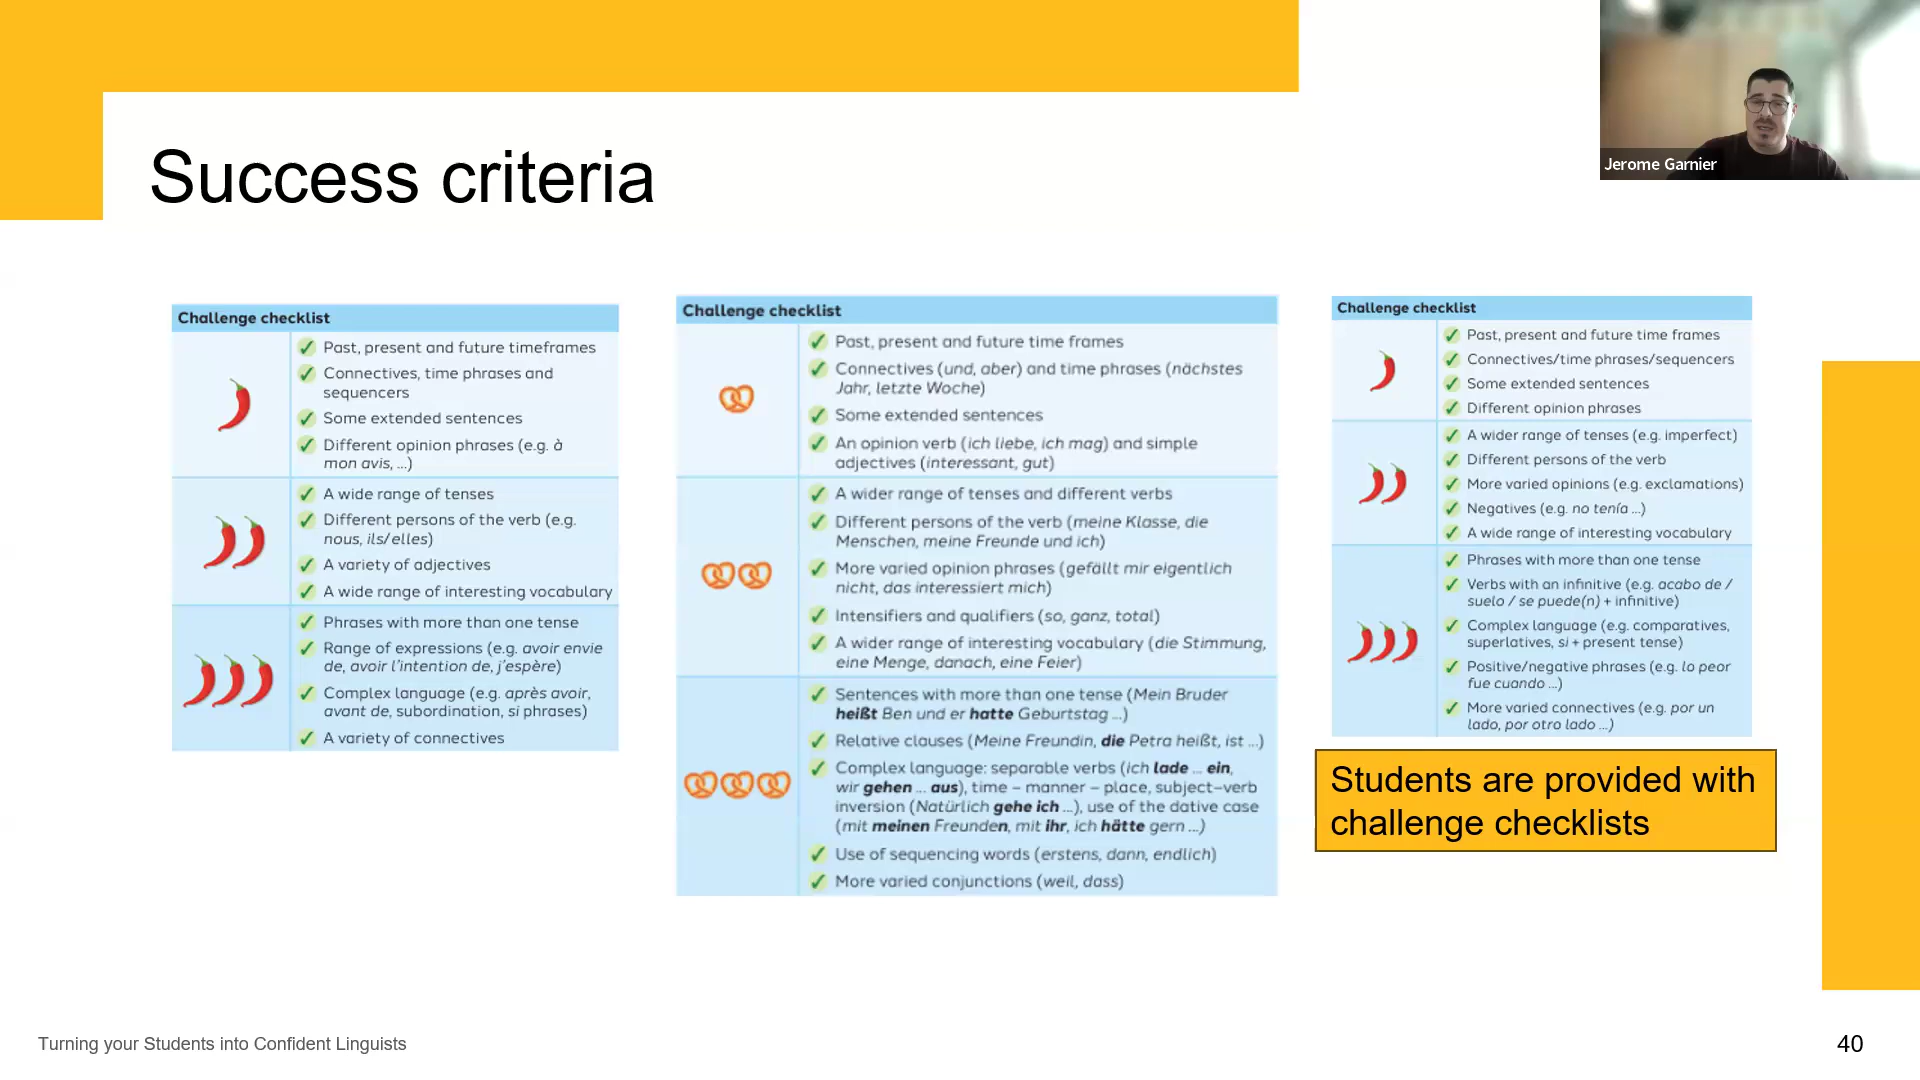 Jerome Garnier
Success criteria
Challenge checklist
Past, present and future timeframes
Connectives, time phrases and
sequencers
Some extended sentences
Different opinion phrases (e.g. à
mon avis, ...)
A wide range of tenses
Different persons of the verb (e.g.
nous, ils/elles)
A variety of adjectives
A wide range of interesting vocabulary
Phrases with more than one tense
Range of expressions (e.g. avoir envie
de, avoir l'intention de, j'espère)
Complex language (e.g. après avoir,
avant de, subordination, si phrases)
A variety of connectives
Challenge checklist
Past, present and future time frames
Connectives (und, aber) and time phrases (nächstes
Jahr, letzte Woche)
Some extended sentences
An opinion verb (ich liebe, ich mag) and simple
adjectives (interessant, gut)
A wider range of tenses and different verbs
Different persons of the verb (meine Klasse, die
Menschen, meine Freunde und ich)
More varied opinion phrases (gefällt mir eigentlich
nicht, das interessiert mich)
Intensifiers and qualifiers (so, ganz, total)
A wider range of interesting vocabulary (die Stimmung,
eine Menge, danach, eine Feier)
Sentences with more than one tense (Mein Bruder
heißt Ben und er hatte Geburtstag ...)
Relative clauses (Meine Freundin, die Petra heißt, ist ...)
Complex language: separable verbs (ich lade ... ein,
wir gehen ... aus), time – manner – place, subject–verb
inversion (Natürlich gehe ich ...), use of the dative case
(mit meinen Freunden, mit ihr, ich hätte gern ...)
Use of sequencing words (erstens, dann, endlich)
More varied conjunctions (weil, dass)
Challenge checklist
Past, present and future time frames
Connectives/time phrases/sequencers
Some extended sentences
Different opinion phrases
A wider range of tenses (e.g. imperfect)
Different persons of the verb
More varied opinions (e.g. exclamations)
Negatives (e.g. no tenía ...)
A wide range of interesting vocabulary
Phrases with more than one tense
Verbs with an infinitive (e.g. acabo de /
suelo / se puede(n) + infinitive)
Complex language (e.g. comparatives,
superlatives, si + present tense)
Positive/negative phrases (e.g. lo peor
fue cuando ...)
More varied connectives (e.g. por un
lado, por otro lado ...)
Students are provided with
challenge checklists
Turning your Students into Confident Linguists
40